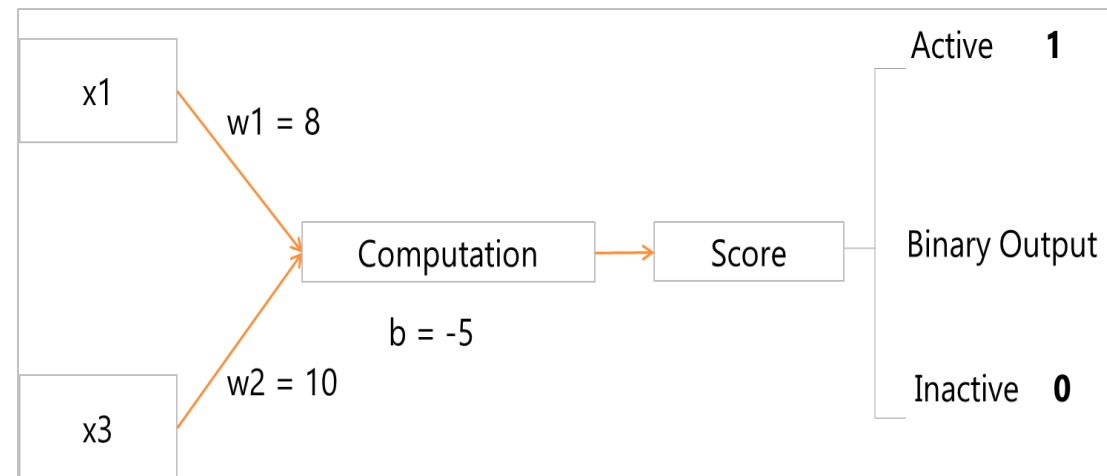 Active 1
x1
w1 = 8
Computation
Score
Binary Output
b = -5
w2 = 10
Inactive 0
x3